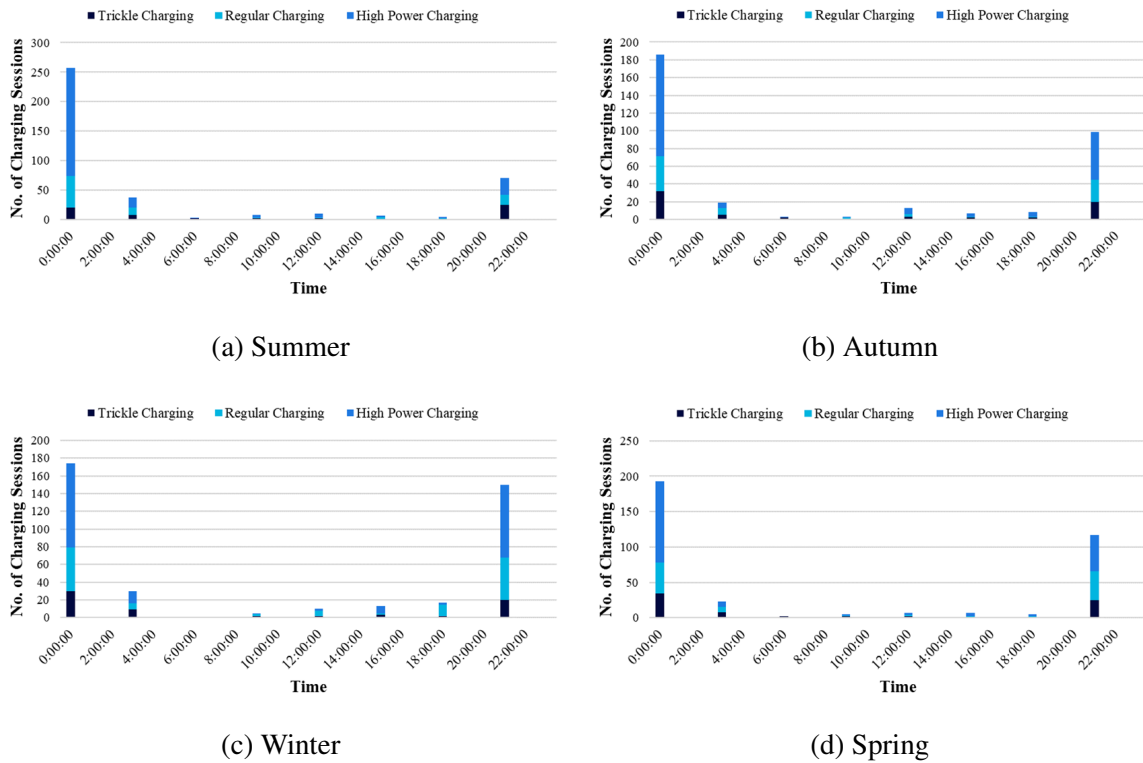 Trickle Charging Regular Charging High Power Charging
No. of Charging Sessions
300
250
200
150
100
50
0
0:00:00 2:00:00 4:00:00 6:00:00 8:00:00 10:00:00 12:00:00 14:00:00 16:00:00 18:00:00 20:00:00 22:00:00
Time
(a) Summer
Trickle Charging Regular Charging High Power Charging
No. of Charging Sessions
200
180
160
140
120
100
80
60
40
20
0
0:00:00 2:00:00 4:00:00 6:00:00 8:00:00 10:00:00 12:00:00 14:00:00 16:00:00 18:00:00 20:00:00 22:00:00
Time
(b) Autumn
Trickle Charging Regular Charging High Power Charging
No. of Charging Sessions
200
180
160
140
120
100
80
60
40
20
0
0:00:00 2:00:00 4:00:00 6:00:00 8:00:00 10:00:00 12:00:00 14:00:00 16:00:00 18:00:00 20:00:00 22:00:00
Time
(c) Winter
Trickle Charging Regular Charging High Power Charging
No. of Charging Sessions
250
200
150
100
50
0
0:00:00 2:00:00 4:00:00 6:00:00 8:00:00 10:00:00 12:00:00 14:00:00 16:00:00 18:00:00 20:00:00 22:00:00
Time
(d) Spring